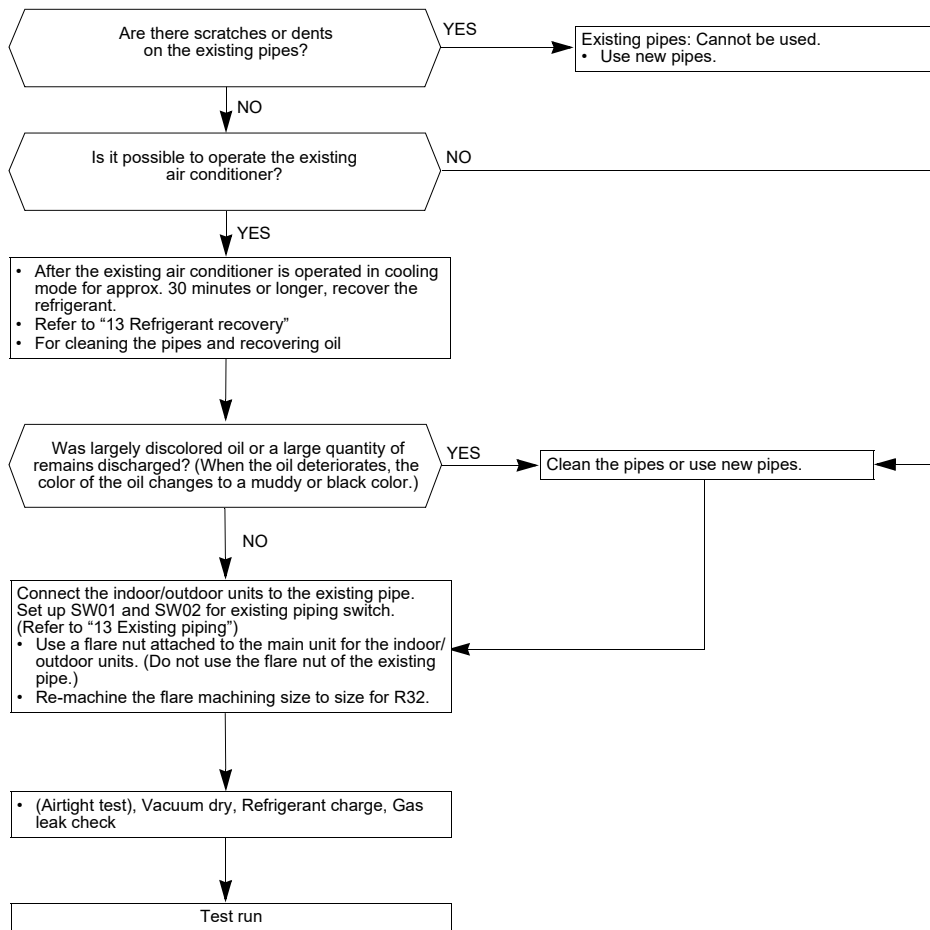 Are there scratches or dents
on the existing pipes?
YES
Existing pipes: Cannot be used.
• Use new pipes.
NO
Is it possible to operate the existing
air conditioner?
NO
YES
• After the existing air conditioner is operated in cooling
mode for approx. 30 minutes or longer, recover the
refrigerant.
• Refer to “13 Refrigerant recovery”
• For cleaning the pipes and recovering oil
Was largely discolored oil or a large quantity of
remains discharged? (When the oil deteriorates, the
color of the oil changes to a muddy or black color.)
YES
Clean the pipes or use new pipes.
NO
Connect the indoor/outdoor units to the existing pipe.
Set up SW01 and SW02 for existing piping switch.
(Refer to “13 Existing piping”)
• Use a flare nut attached to the main unit for the indoor/
outdoor units. (Do not use the flare nut of the existing
pipe.)
• Re-machine the flare machining size to size for R32.
• (Airtight test), Vacuum dry, Refrigerant charge, Gas
leak check
Test run